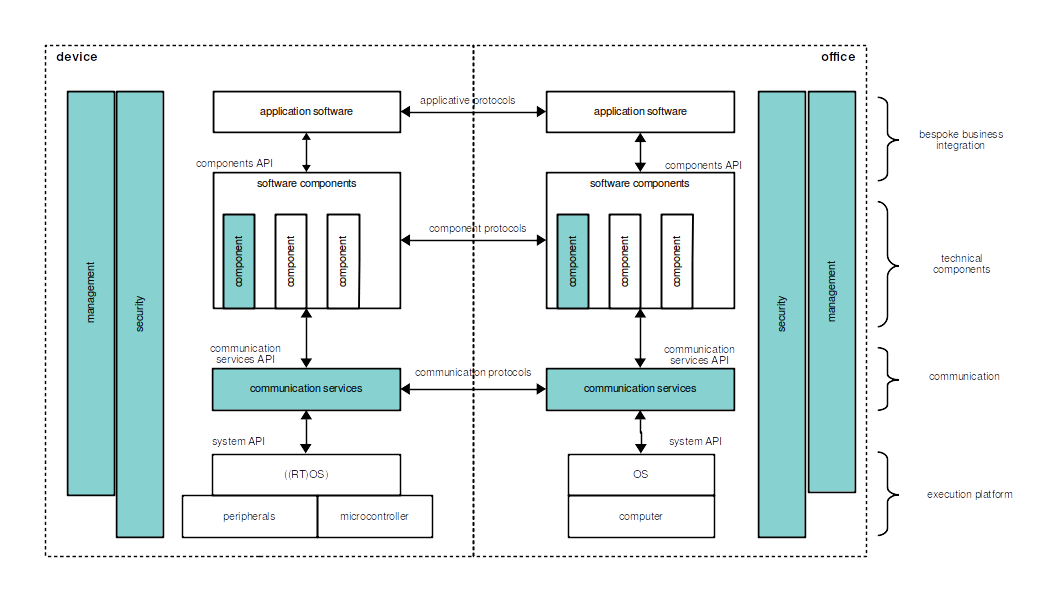 device
office
application software
applicative protocols
application software
bespoke business
integration
components API
components API
software components
software components
component
component
component
component protocols
component
component
component
technical
components
management
security
security
management
communication
services API
communication
services API
communication services
communication protocols
communication services
communication
system API
system API
((RT)OS)
OS
execution platform
peripherals
microcontroller
computer